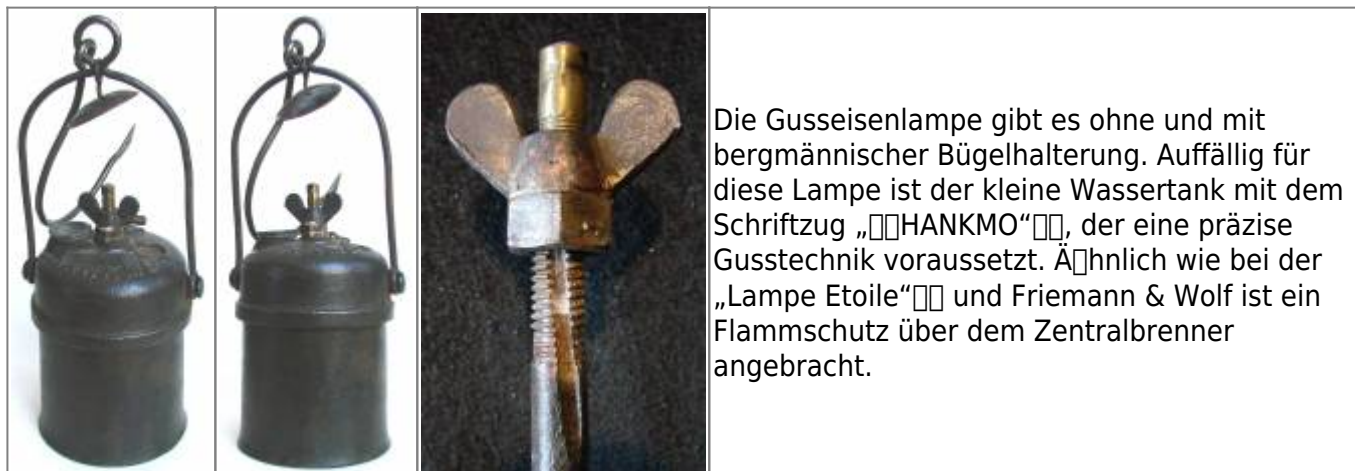 Die Gusseisenlampe gibt es ohne und mit
bergmännischer Bügelhalterung. Auffällig für
diese Lampe ist der kleine Wassertank mit dem
Schriftzug „▯▯HANKMO“▯▯, der eine präzise
Gusstechnik voraussetzt. Ä▯hnlich wie bei der
„Lampe Etoile“▯▯ und Friemann & Wolf ist ein
Flammschutz über dem Zentralbrenner
angebracht.